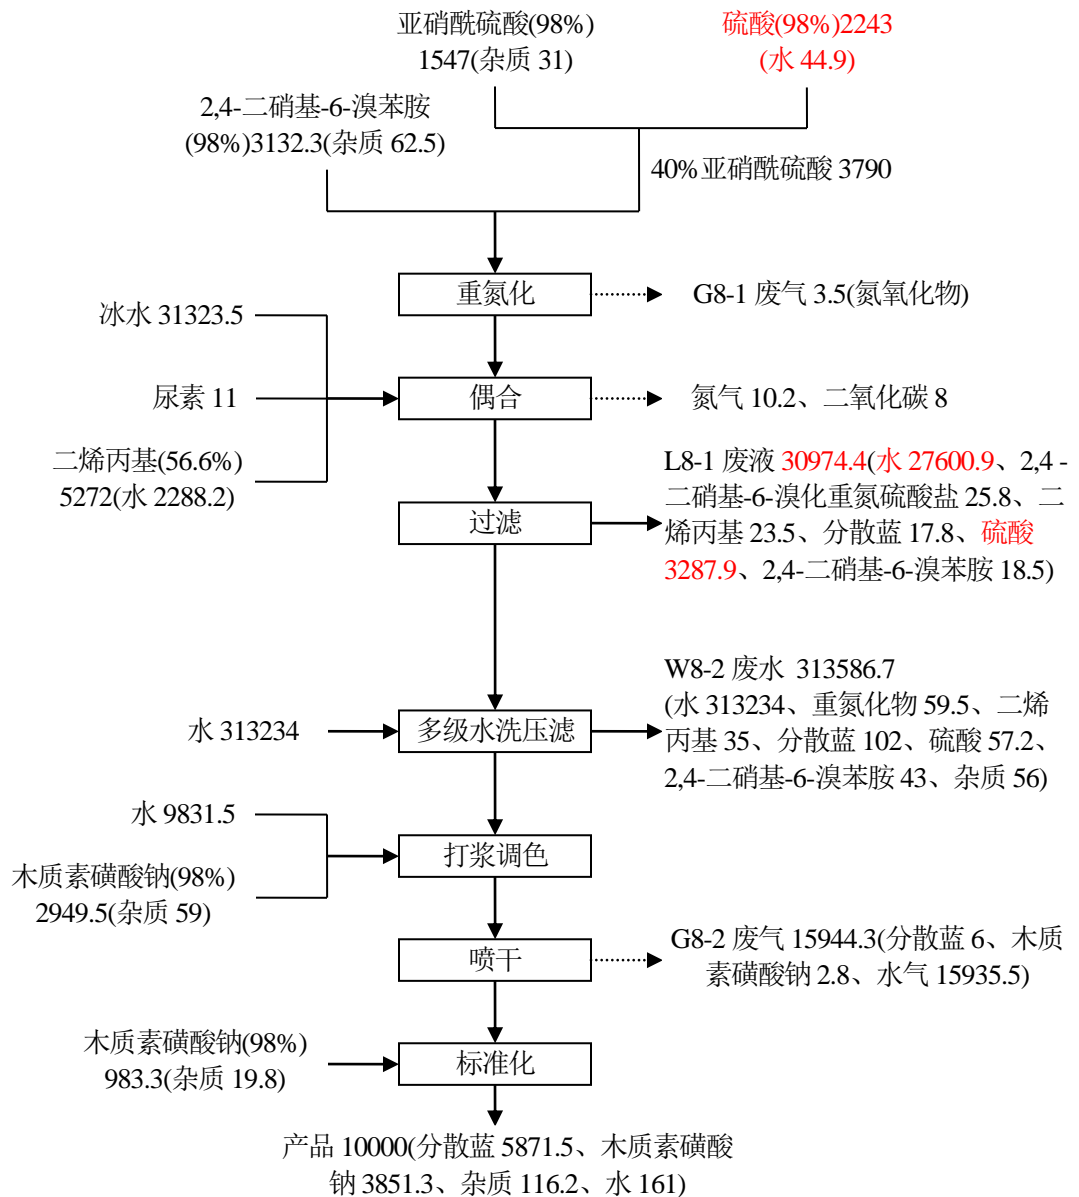 亚硝酰硫酸(98%)
1547(杂质 31)
硫酸(98%)2243
(水 44.9)
2,4-二硝基-6-溴苯胺
(98%)3132.3(杂质 62.5)
40%亚硝酰硫酸 3790
重氮化
G8-1 废气 3.5(氮氧化物)
冰水 31323.5
尿素 11
二烯丙基(56.6%)
5272(水 2288.2)
偶合
氮气 10.2、二氧化碳 8
过滤
L8-1 废液 30974.4(水 27600.9、2,4 -
二硝基-6-溴化重氮硫酸盐 25.8、二
烯丙基 23.5、分散蓝 17.8、硫酸
3287.9、2,4-二硝基-6-溴苯胺 18.5)
水 313234
多级水洗压滤
W8-2 废水 313586.7
(水 313234、重氮化物 59.5、二烯
丙基 35、分散蓝 102、硫酸 57.2、
2,4-二硝基-6-溴苯胺 43、杂质 56)
水 9831.5
木质素磺酸钠(98%)
2949.5(杂质 59)
打浆调色
喷干
G8-2 废气 15944.3(分散蓝 6、木质
素磺酸钠 2.8、水气 15935.5)
木质素磺酸钠(98%)
983.3(杂质 19.8)
标准化
产品 10000(分散蓝 5871.5、木质素磺酸
钠 3851.3、杂质 116.2、水 161)